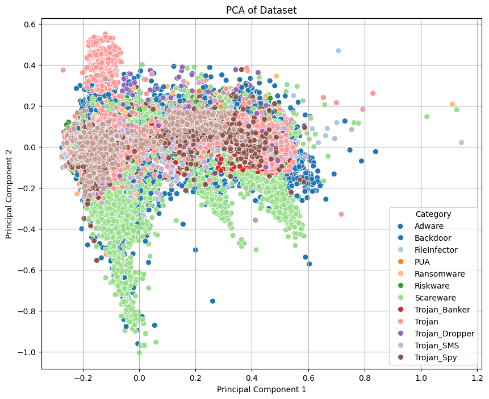 PCA of Dataset
0.6
0.4
0.2
0.0
−0.2
−0.4
−0.6
−0.8
−1.0
Principal Component 2
−0.2
0.0
0.2
0.4
0.6
0.8
1.0
1.2
Principal Component 1
Category
Adware
Backdoor
FileInfector
PUA
Ransomware
Riskware
Scareware
Trojan_Banker
Trojan
Trojan_Dropper
Trojan_SMS
Trojan_Spy